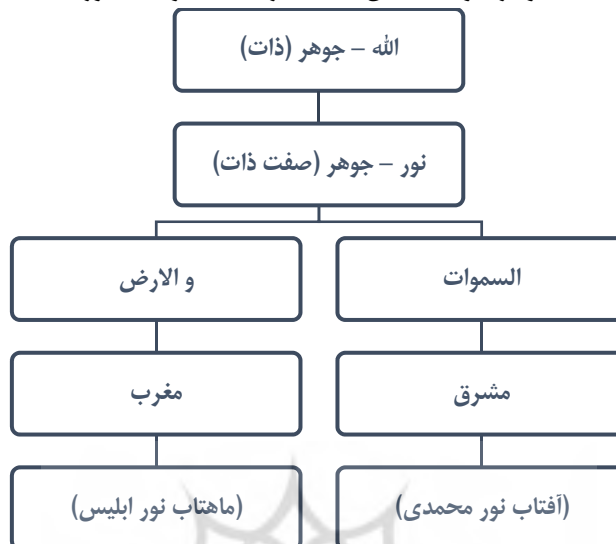 الله – جوهر (ذات)
نور – جوهر (صفت ذات)
السموات
و الارض
مشرق
مغرب
(آفتاب نور محمدی)
(ماهتاب نور ابلیس)